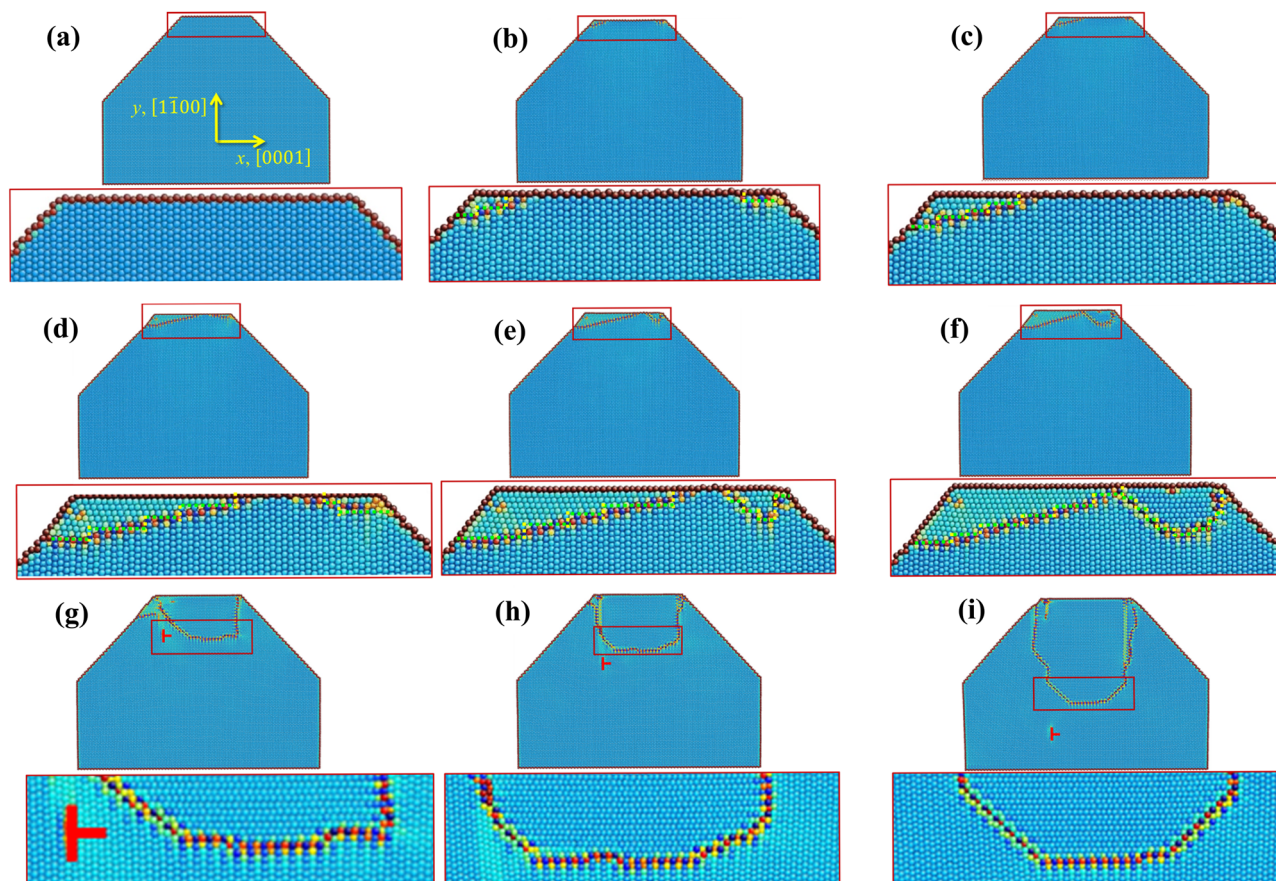 (a)
(b)
(c)
y, [11̄00]
x, [0001]
(d)
(e)
(f)
(g)
(h)
(i)